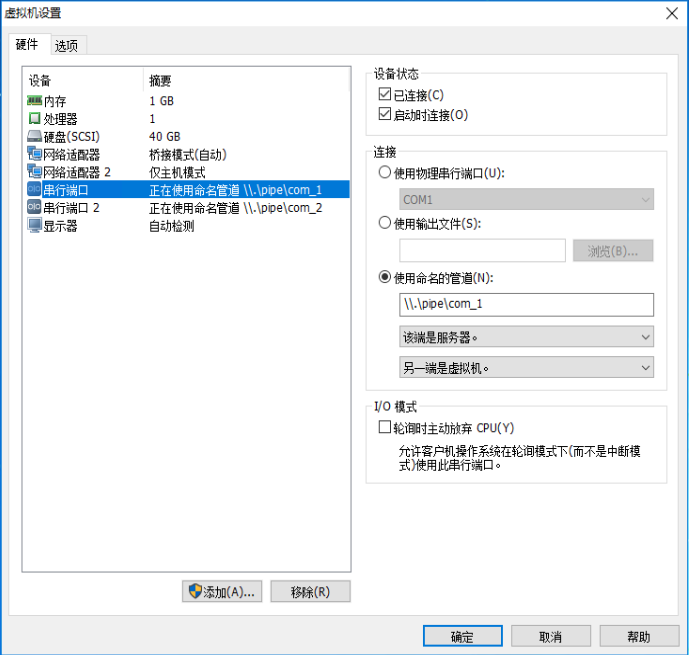 虚拟机设置
硬件 选项
设备 摘要
内存 1 GB
处理器 1
硬盘(SCSI) 40 GB
网络适配器 桥接模式(自动)
网络适配器 2 仅主机模式
串行端口 正在使用命名管道 \\.\pipe\com_1
串行端口 2 正在使用命名管道 \\.\pipe\com_2
显示器 自动检测
添加(A)... 移除(R)
设备状态
已连接(C)
启动时连接(O)
连接
使用物理串行端口(U):
COM1
使用输出文件(S):
浏览(B)...
使用命名的管道(N):
\\.\pipe\com_1
该端是服务器。
另一端是虚拟机。
I/O 模式
轮询时主动放弃 CPU(Y)
允许客户机操作系统在轮询模式下(而不是中断模
式)使用此串行端口。
确定 取消 帮助